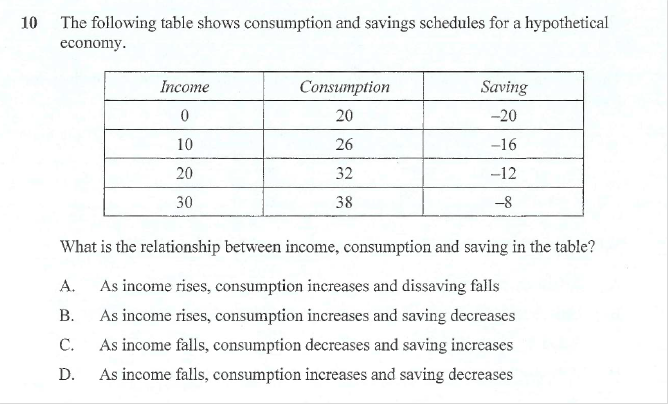 10 The following table shows consumption and savings schedules for a hypothetical
economy.
Income Consumption Saving
0 20 –20
10 26 –16
20 32 –12
30 38 –8
What is the relationship between income, consumption and saving in the table?
A. As income rises, consumption increases and dissaving falls
B. As income rises, consumption increases and saving decreases
C. As income falls, consumption decreases and saving increases
D. As income falls, consumption increases and saving decreases